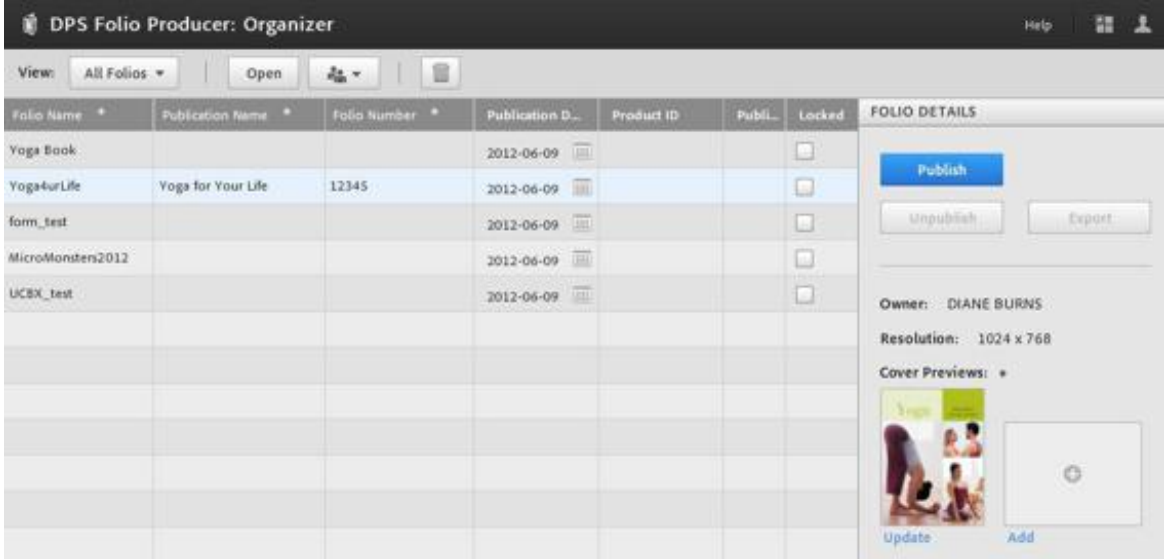 DPS Folio Producer: Organizer Help
View: All Folios Open
Folio Name * Publication Name * Folio Number * Publication D... Product ID Publi... Locked FOLIO DETAILS
Yoga Book 2012-06-09
Publish
Yoga4urLife Yoga for Your Life 12345 2012-06-09
form_test 2012-06-09
Unpublish Export
MicroMonsters2012 2012-06-09
UCBX_test 2012-06-09
Owner: DIANE BURNS
Resolution: 1024 x 768
Cover Previews: *
Yoga
Update Add